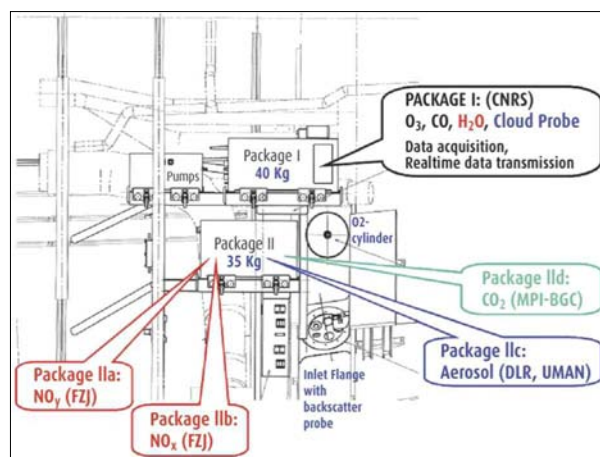 PACKAGE I: (CNRS)
O₃, CO, H₂O, Cloud Probe
Data acquisition,
Realtime data transmission
Package I
40 Kg
Pumps
Package II
35 Kg
O2-
cylinder
Package IId:
CO₂ (MPI-BGC)
Package IIc:
Aerosol (DLR, UMAN)
Package IIa:
NOy (FZJ)
Package IIb:
NOₓ (FZJ)
Inlet Flange
with
backscatter
probe